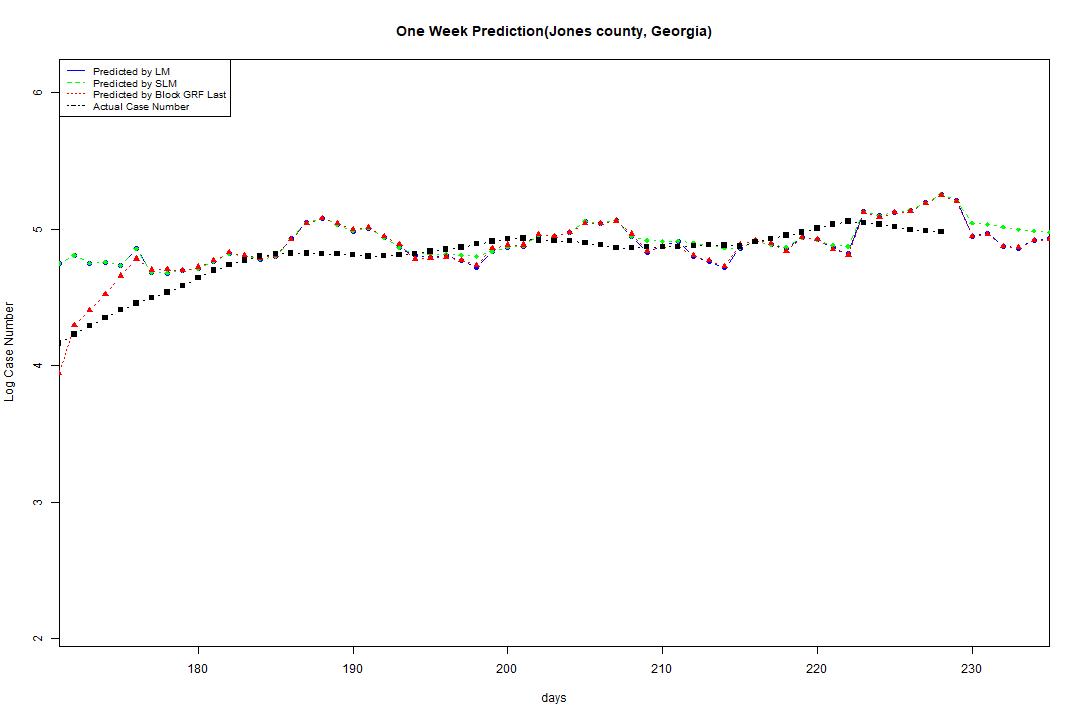 One Week Prediction(Jones county, Georgia)
Predicted by LM
Predicted by SLM
Predicted by Block GRF Last
Actual Case Number
6
5
4
3
2
Log Case Number
180 190 200 210 220 230
days